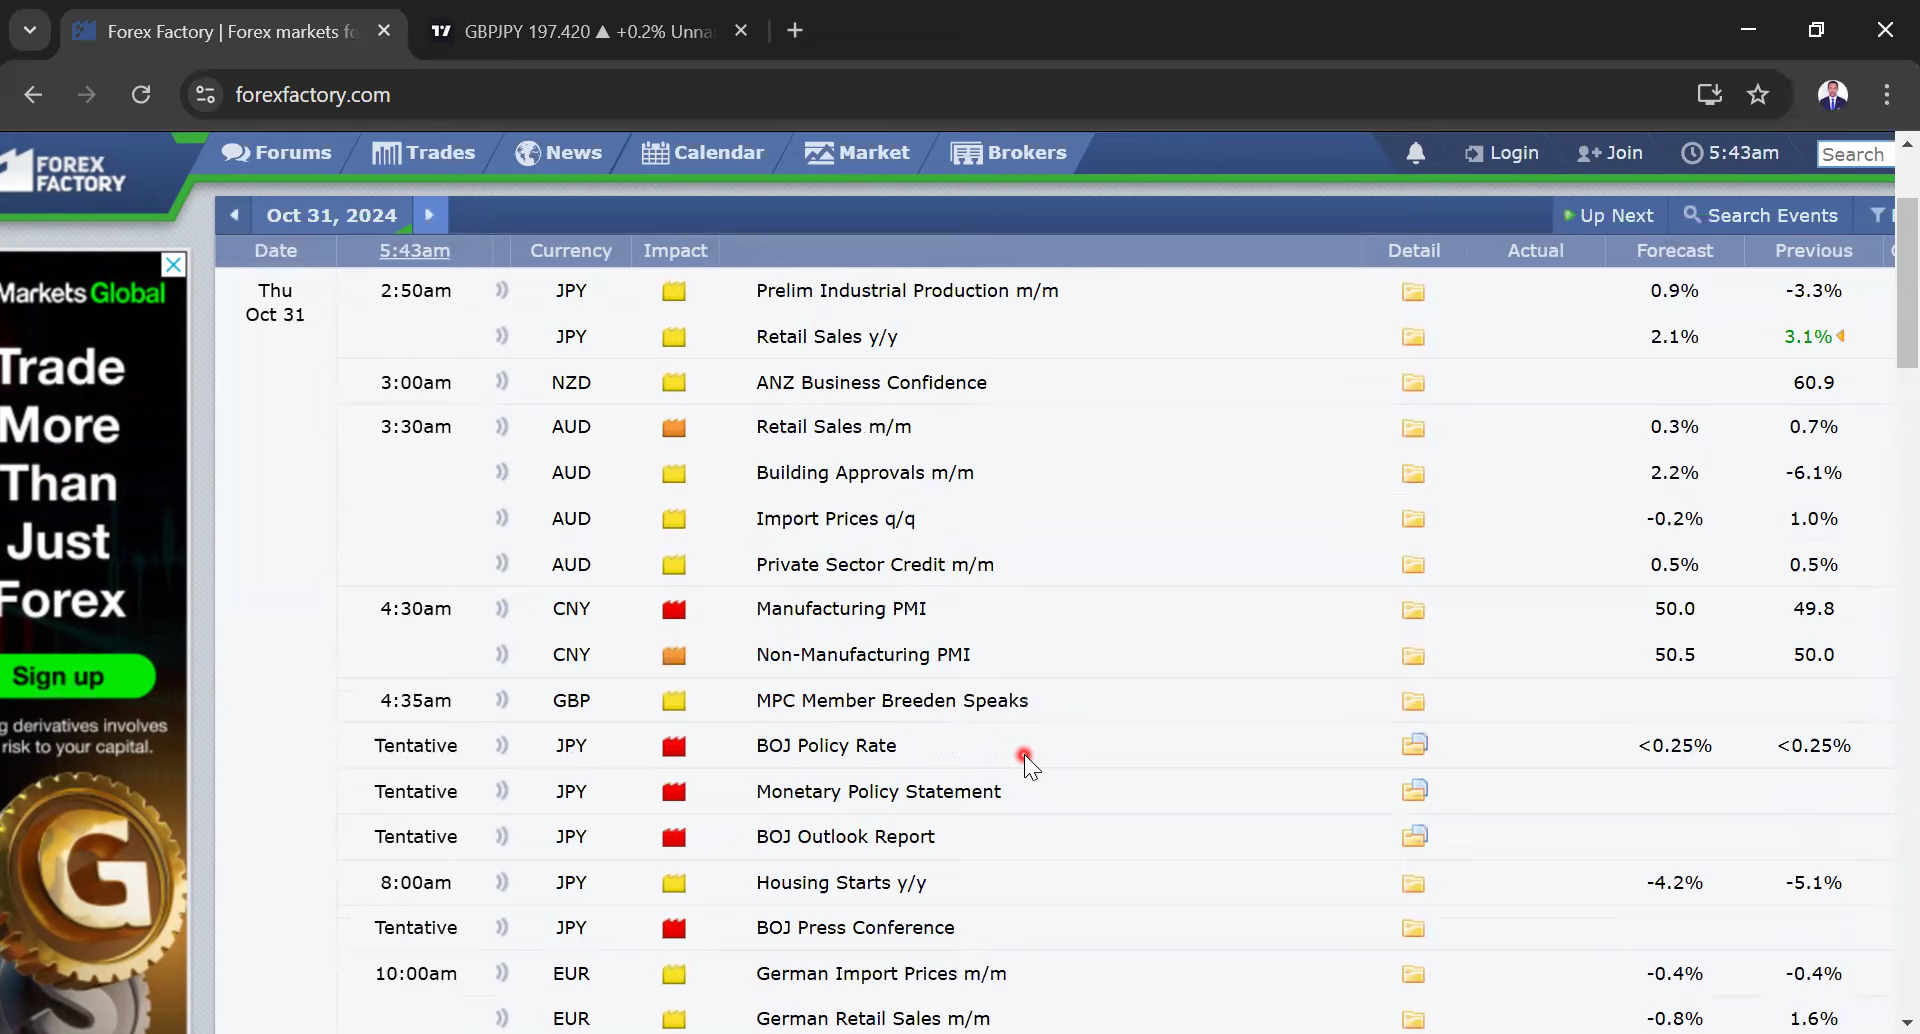 Forex Factory | Forex markets fo
GBPJPY 197.420 ▲ +0.2% Unna
forexfactory.com
FOREX
FACTORY
Forums Trades News Calendar Market Brokers Login Join 5:43am Search
Oct 31, 2024 Up Next Search Events
Date 5:43am Currency Impact Detail Actual Forecast Previous
Thu
Oct 31
2:50am JPY Prelim Industrial Production m/m 0.9% -3.3%
JPY Retail Sales y/y 2.1% 3.1%
3:00am NZD ANZ Business Confidence 60.9
3:30am AUD Retail Sales m/m 0.3% 0.7%
AUD Building Approvals m/m 2.2% -6.1%
AUD Import Prices q/q -0.2% 1.0%
AUD Private Sector Credit m/m 0.5% 0.5%
4:30am CNY Manufacturing PMI 50.0 49.8
CNY Non-Manufacturing PMI 50.5 50.0
4:35am GBP MPC Member Breeden Speaks
Tentative JPY BOJ Policy Rate <0.25% <0.25%
Tentative JPY Monetary Policy Statement
Tentative JPY BOJ Outlook Report
8:00am JPY Housing Starts y/y -4.2% -5.1%
Tentative JPY BOJ Press Conference
10:00am EUR German Import Prices m/m -0.4% -0.4%
EUR German Retail Sales m/m -0.8% 1.6%
Markets Global
Trade
More
Than
Just
Forex
Sign up
g derivatives involves
risk to your capital.
G